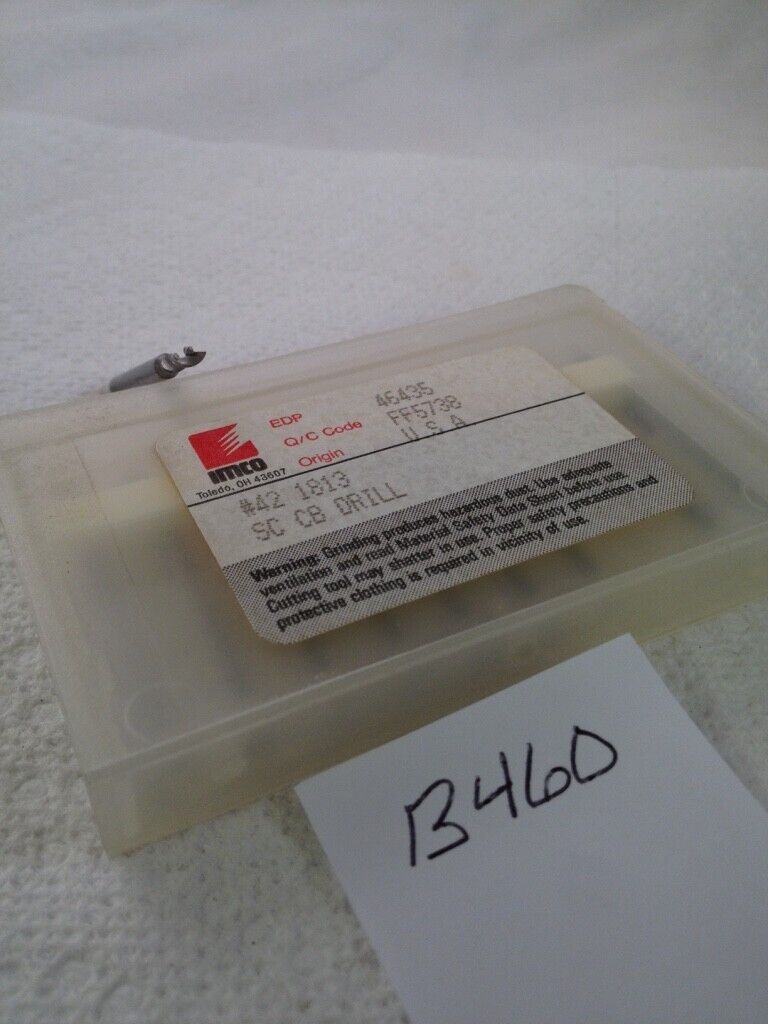 imco
Toledo, OH 43607
EDP 46435
Q/C Code FF5738
Origin U S A
#42 1813
SC CB DRILL
Warning: Grinding produces hazardous dust. Use adequate
ventilation and read Material Safety Data Sheet before use.
Cutting tool may shatter in use. Proper safety precautions and
protective clothing is required in vicinity of use.
B460